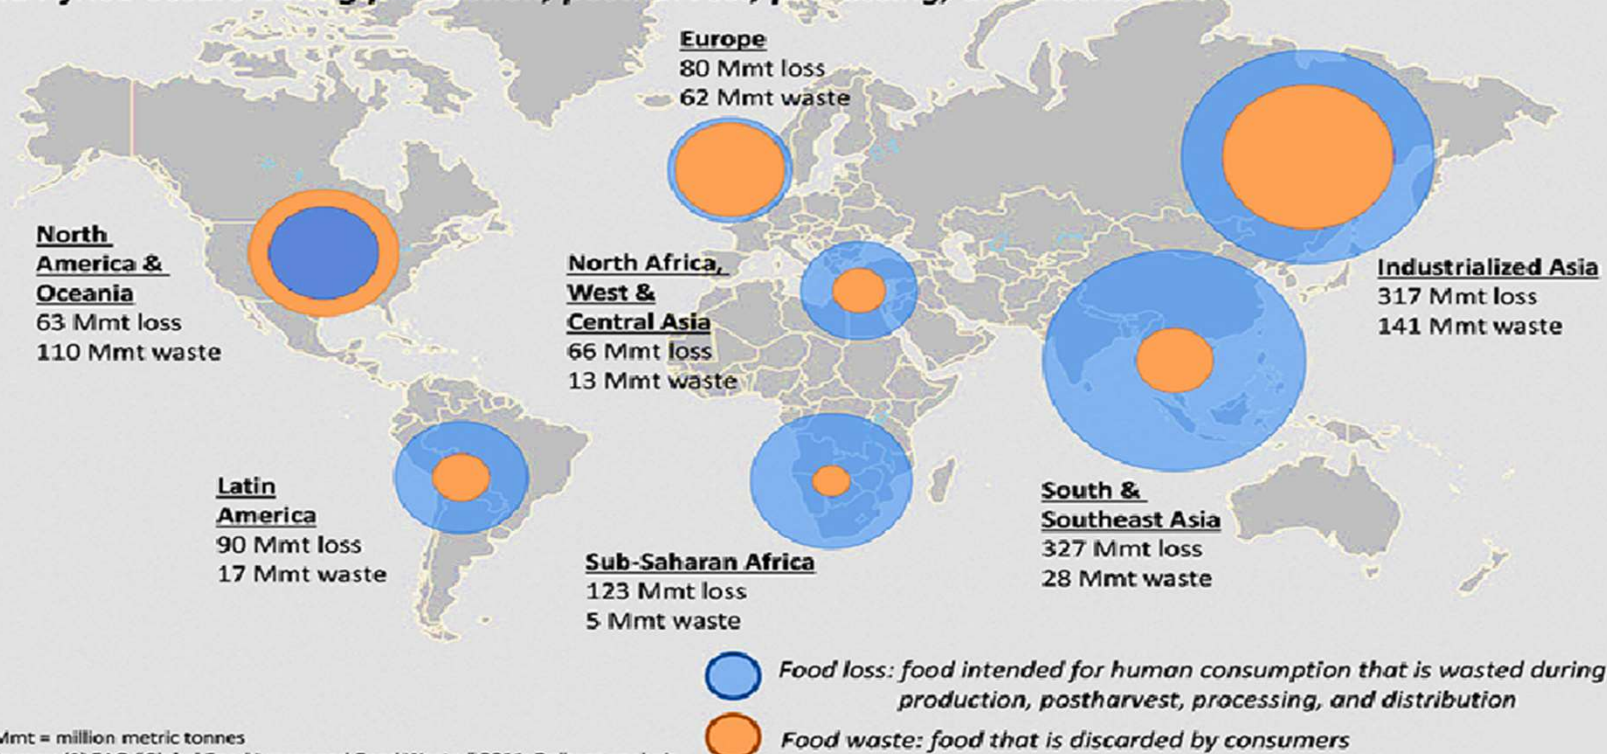 Europe
80 Mmt loss
62 Mmt waste
North
America &
Oceania
63 Mmt loss
110 Mmt waste
North Africa,
West &
Central Asia
66 Mmt loss
13 Mmt waste
Industrialized Asia
317 Mmt loss
141 Mmt waste
Latin
America
90 Mmt loss
17 Mmt waste
Sub-Saharan Africa
123 Mmt loss
5 Mmt waste
South &
Southeast Asia
327 Mmt loss
28 Mmt waste
Food loss: food intended for human consumption that is wasted during
production, postharvest, processing, and distribution
Food waste: food that is discarded by consumers
Mmt = million metric tonnes